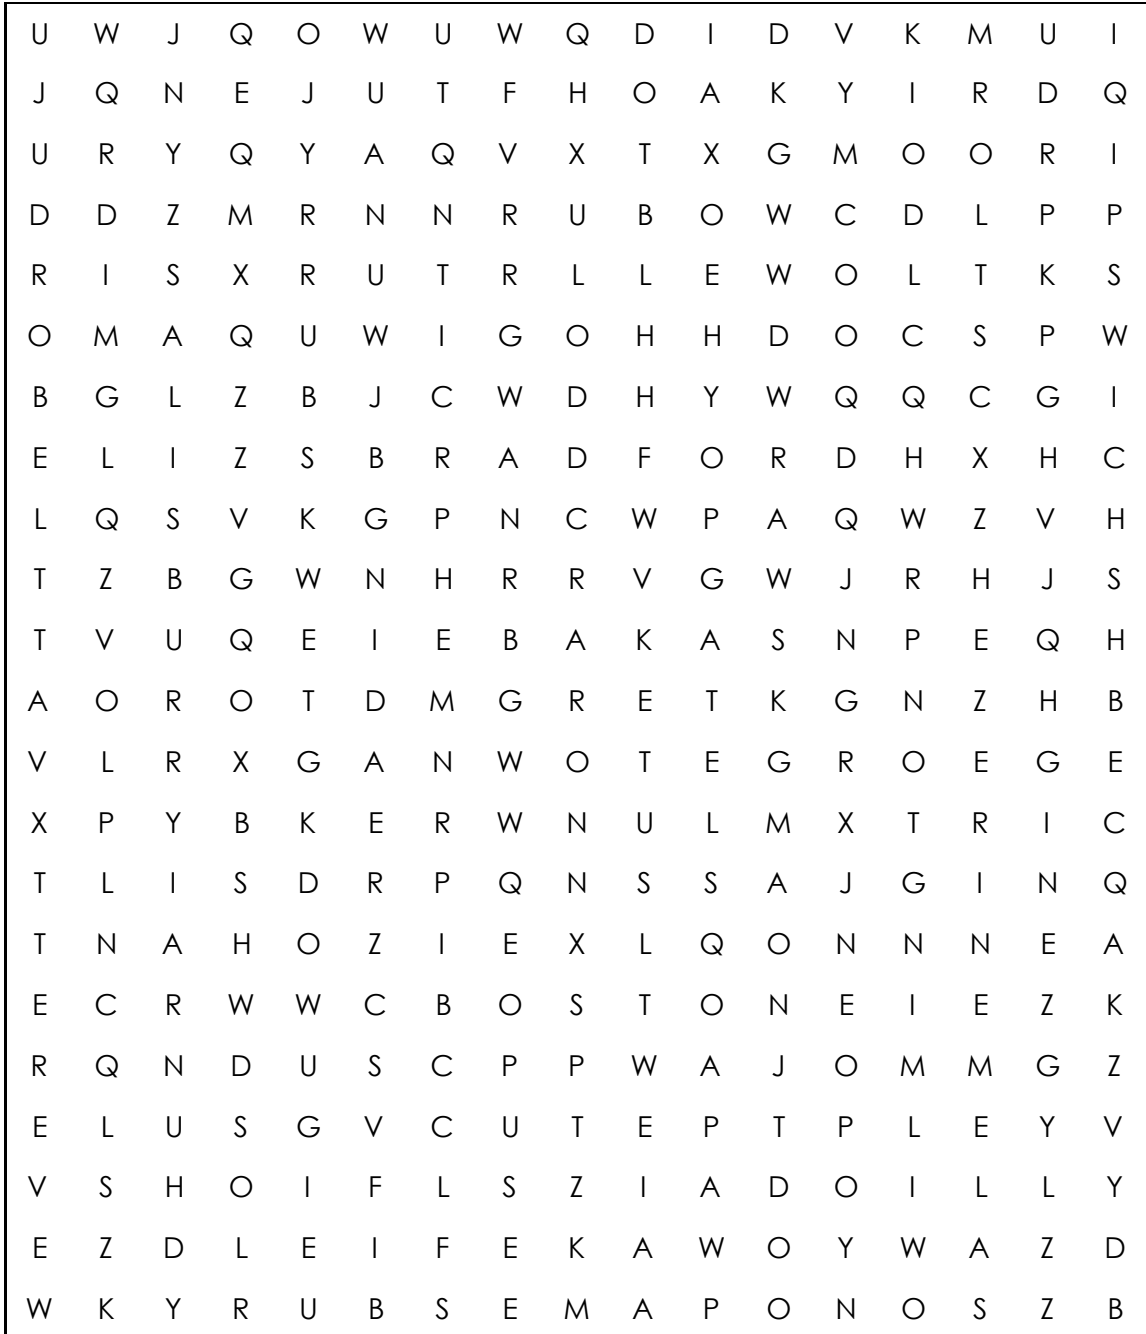 U W J Q O W U W Q D I D V K M U I
J Q N E J U T F H O A K Y I R D Q
U R Y Q Y A Q V X T X G M O O R I
D D Z M R N N R U B O W C D L P P
R I S X R U T R L L E W O L T K S
O M A Q U W I G O H H D O C S P W
B G L Z B J C W D H Y W Q Q C G I
E L I Z S B R A D F O R D H X H C
L Q S V K G P N C W P A Q W Z V H
T Z B G W N H R R V G W J R H J S
T V U Q E I E B A K A S N P E Q H
A O R O T D M G R E T K G N Z H B
V L R X G A N W O T E G R O E G E
X P Y B K E R W N U L M X T R I C
T L I S D R P Q N S S A J G I N Q
T N A H O Z I E X L Q O N N N E A
E C R W W C B O S T O N E I E Z K
R Q N D U S C P P W A J O M M G Z
E L U S G V C U T E P T P L E Y V
V S H O I F L S Z I A D O I L L Y
E Z D L E I F E K A W O Y W A Z D
W K Y R U B S E M A P O N O S Z B